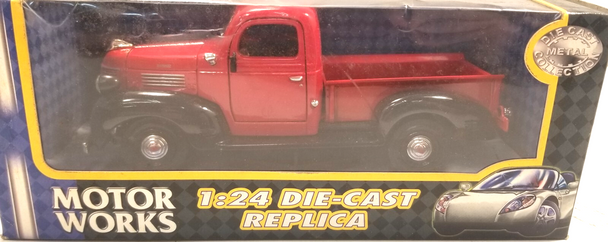 DIE CAST
METAL
COLLECTION
MOTOR
WORKS
1:24 DIE-CAST
REPLICA